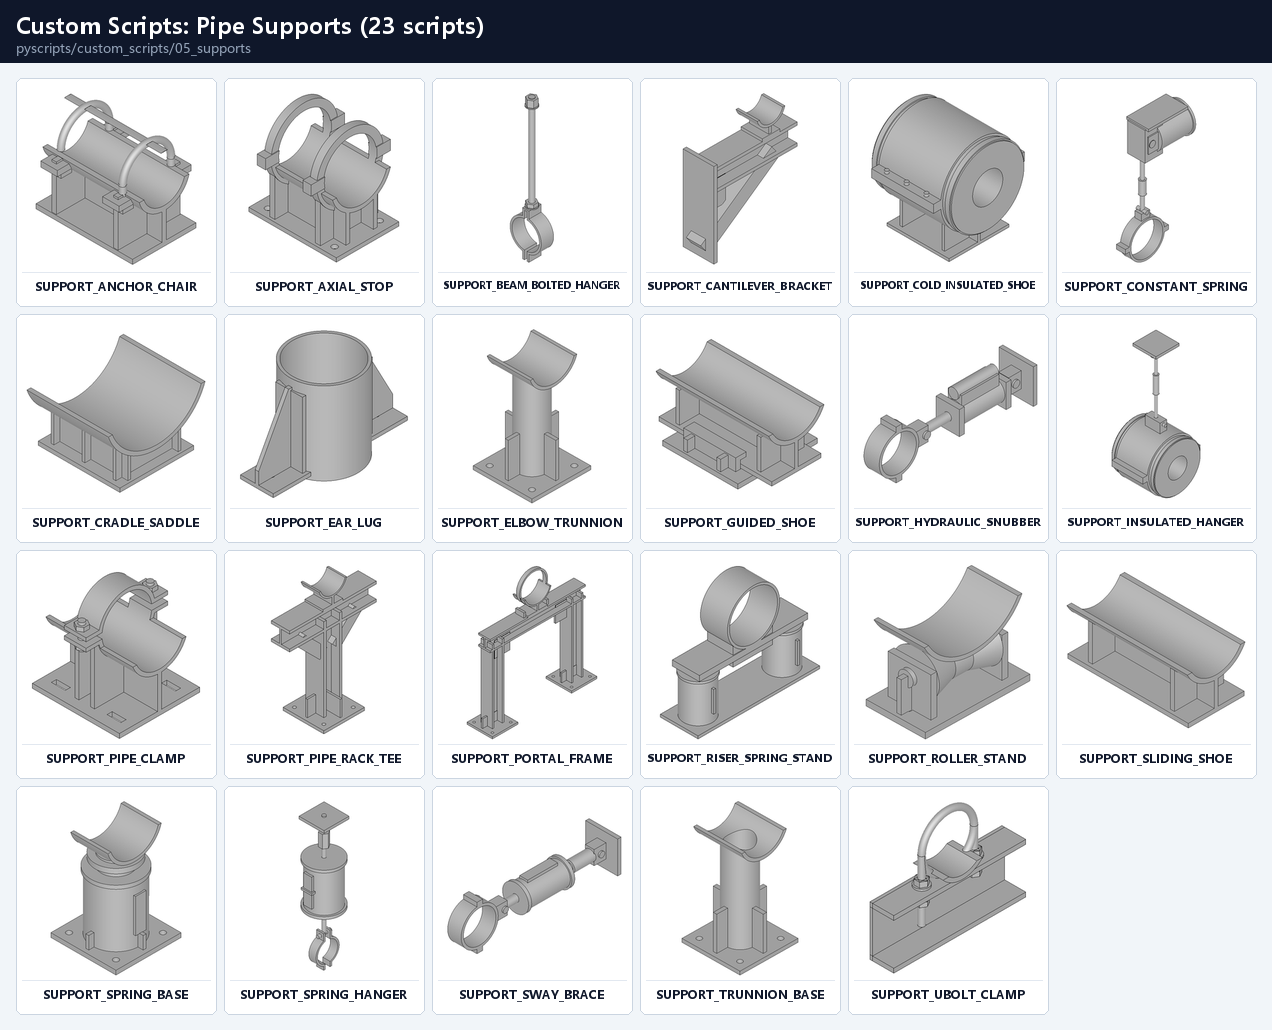 Custom Scripts: Pipe Supports (23 scripts)
pyscripts/custom_scripts/05_supports
SUPPORT_ANCHOR_CHAIR
SUPPORT_AXIAL_STOP
SUPPORT_BEAM_BOLTED_HANGER
SUPPORT_CANTILEVER_BRACKET
SUPPORT_COLD_INSULATED_SHOE
SUPPORT_CONSTANT_SPRING
SUPPORT_CRADLE_SADDLE
SUPPORT_EAR_LUG
SUPPORT_ELBOW_TRUNNION
SUPPORT_GUIDED_SHOE
SUPPORT_HYDRAULIC_SNUBBER
SUPPORT_INSULATED_HANGER
SUPPORT_PIPE_CLAMP
SUPPORT_PIPE_RACK_TEE
SUPPORT_PORTAL_FRAME
SUPPORT_RISER_SPRING_STAND
SUPPORT_ROLLER_STAND
SUPPORT_SLIDING_SHOE
SUPPORT_SPRING_BASE
SUPPORT_SPRING_HANGER
SUPPORT_SWAY_BRACE
SUPPORT_TRUNNION_BASE
SUPPORT_UBOLT_CLAMP